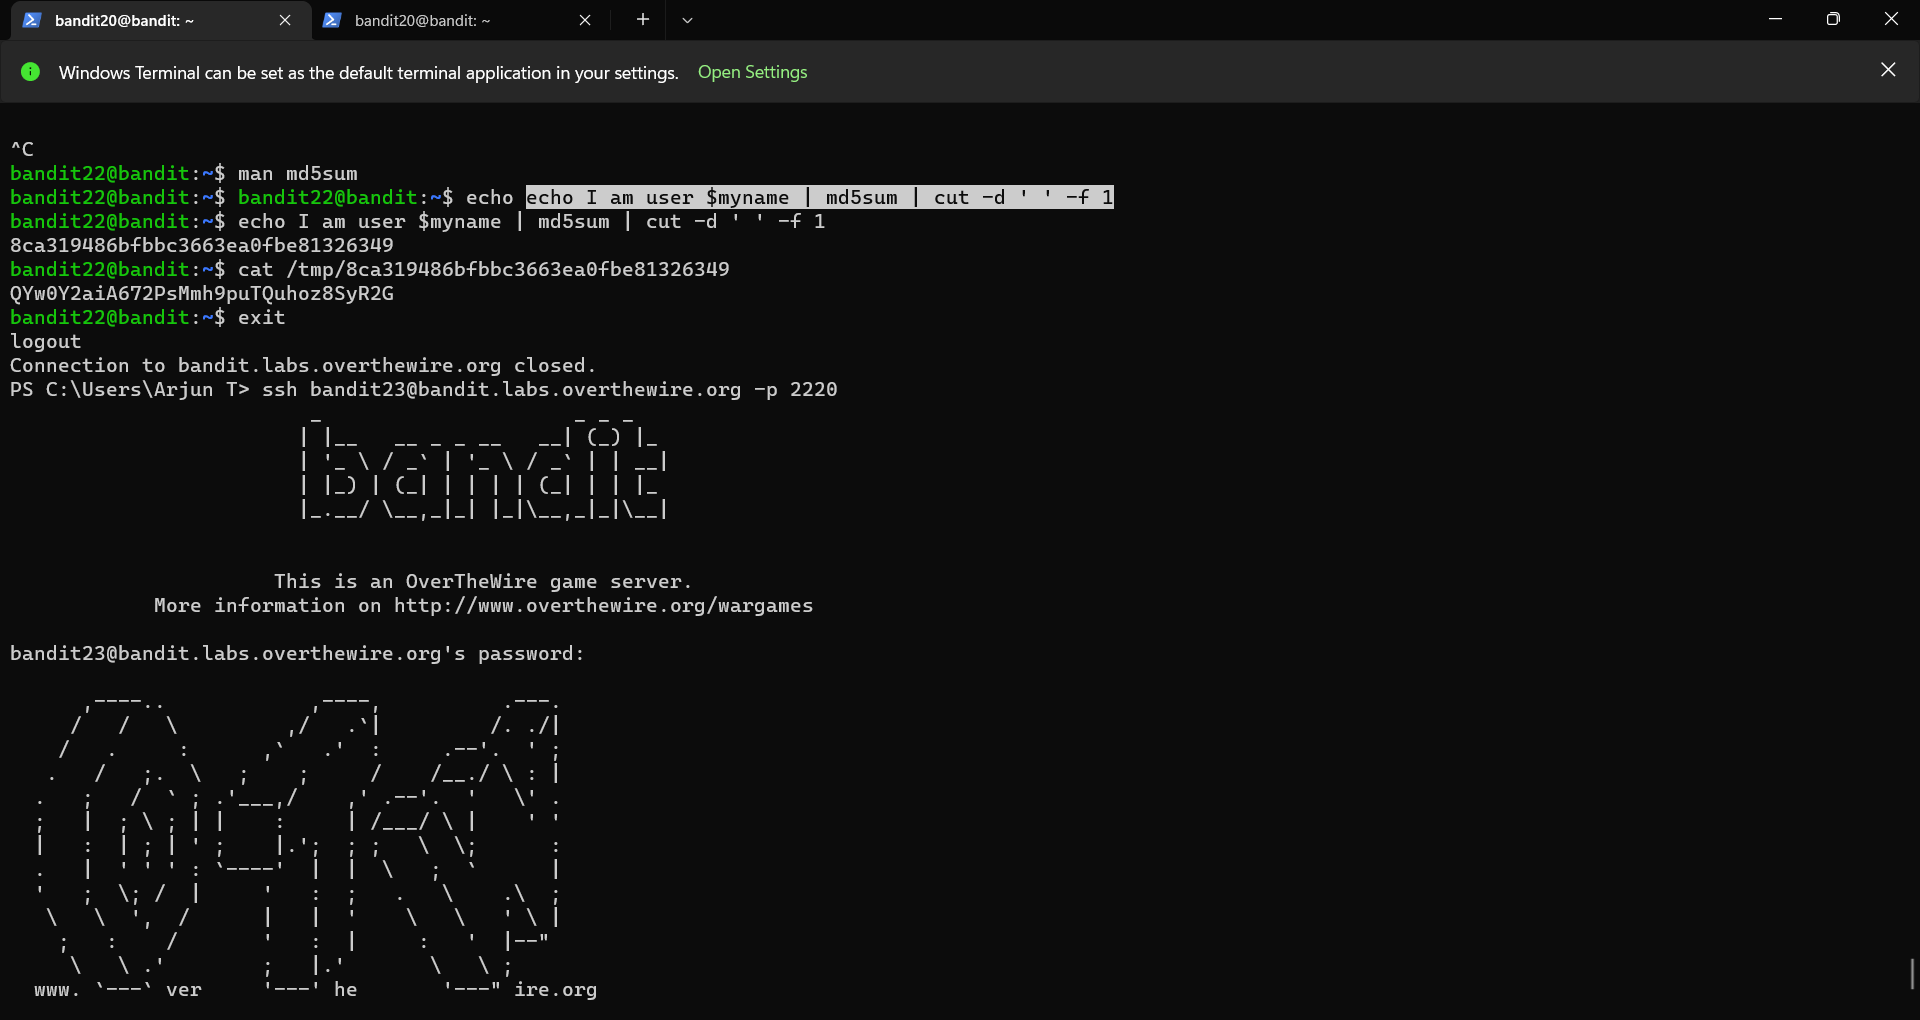 bandit20@bandit: ~
bandit20@bandit: ~
Windows Terminal can be set as the default terminal application in your settings. Open Settings
^C
bandit22@bandit:~$ man md5sum
bandit22@bandit:~$ bandit22@bandit:~$ echo echo I am user $myname | md5sum | cut -d ' ' -f 1
bandit22@bandit:~$ echo I am user $myname | md5sum | cut -d ' ' -f 1
8ca319486bfbbc3663ea0fbe81326349
bandit22@bandit:~$ cat /tmp/8ca319486bfbbc3663ea0fbe81326349
QYw0Y2aiA672PsMmh9puTQuhoz8SyR2G
bandit22@bandit:~$ exit
logout
Connection to bandit.labs.overthewire.org closed.
PS C:\Users\Arjun T> ssh bandit23@bandit.labs.overthewire.org -p 2220
bandit
This is an OverTheWire game server.
More information on http://www.overthewire.org/wargames
bandit23@bandit.labs.overthewire.org's password:
www. `---` ver '---' he '---" ire.org